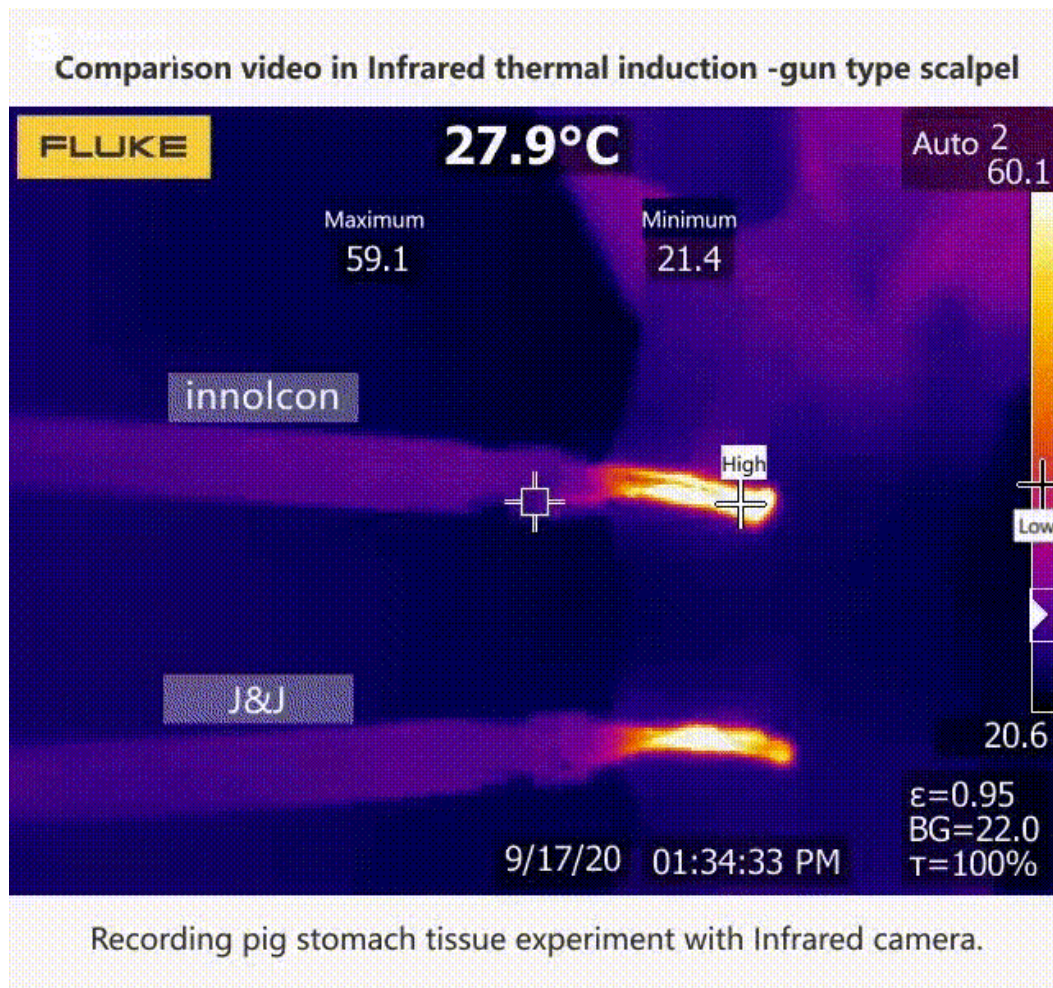 Comparison video in Infrared thermal induction -gun type scalpel
FLUKE
27.9°C
Auto 2
60.1
Maximum
59.1
Minimum
21.4
innolcon
High
Low
J&J
20.6
ε=0.95
BG=22.0
τ=100%
9/17/20 01:34:33 PM
Recording pig stomach tissue experiment with Infrared camera.